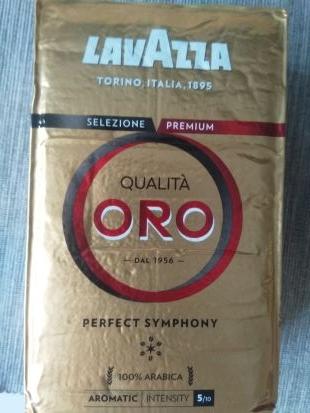 LAVAZZA
TORINO, ITALIA, 1895
SELEZIONE PREMIUM
QUALITÀ
ORO
DAL 1956
PERFECT SYMPHONY
100% ARABICA
AROMATIC INTENSITY 5/10